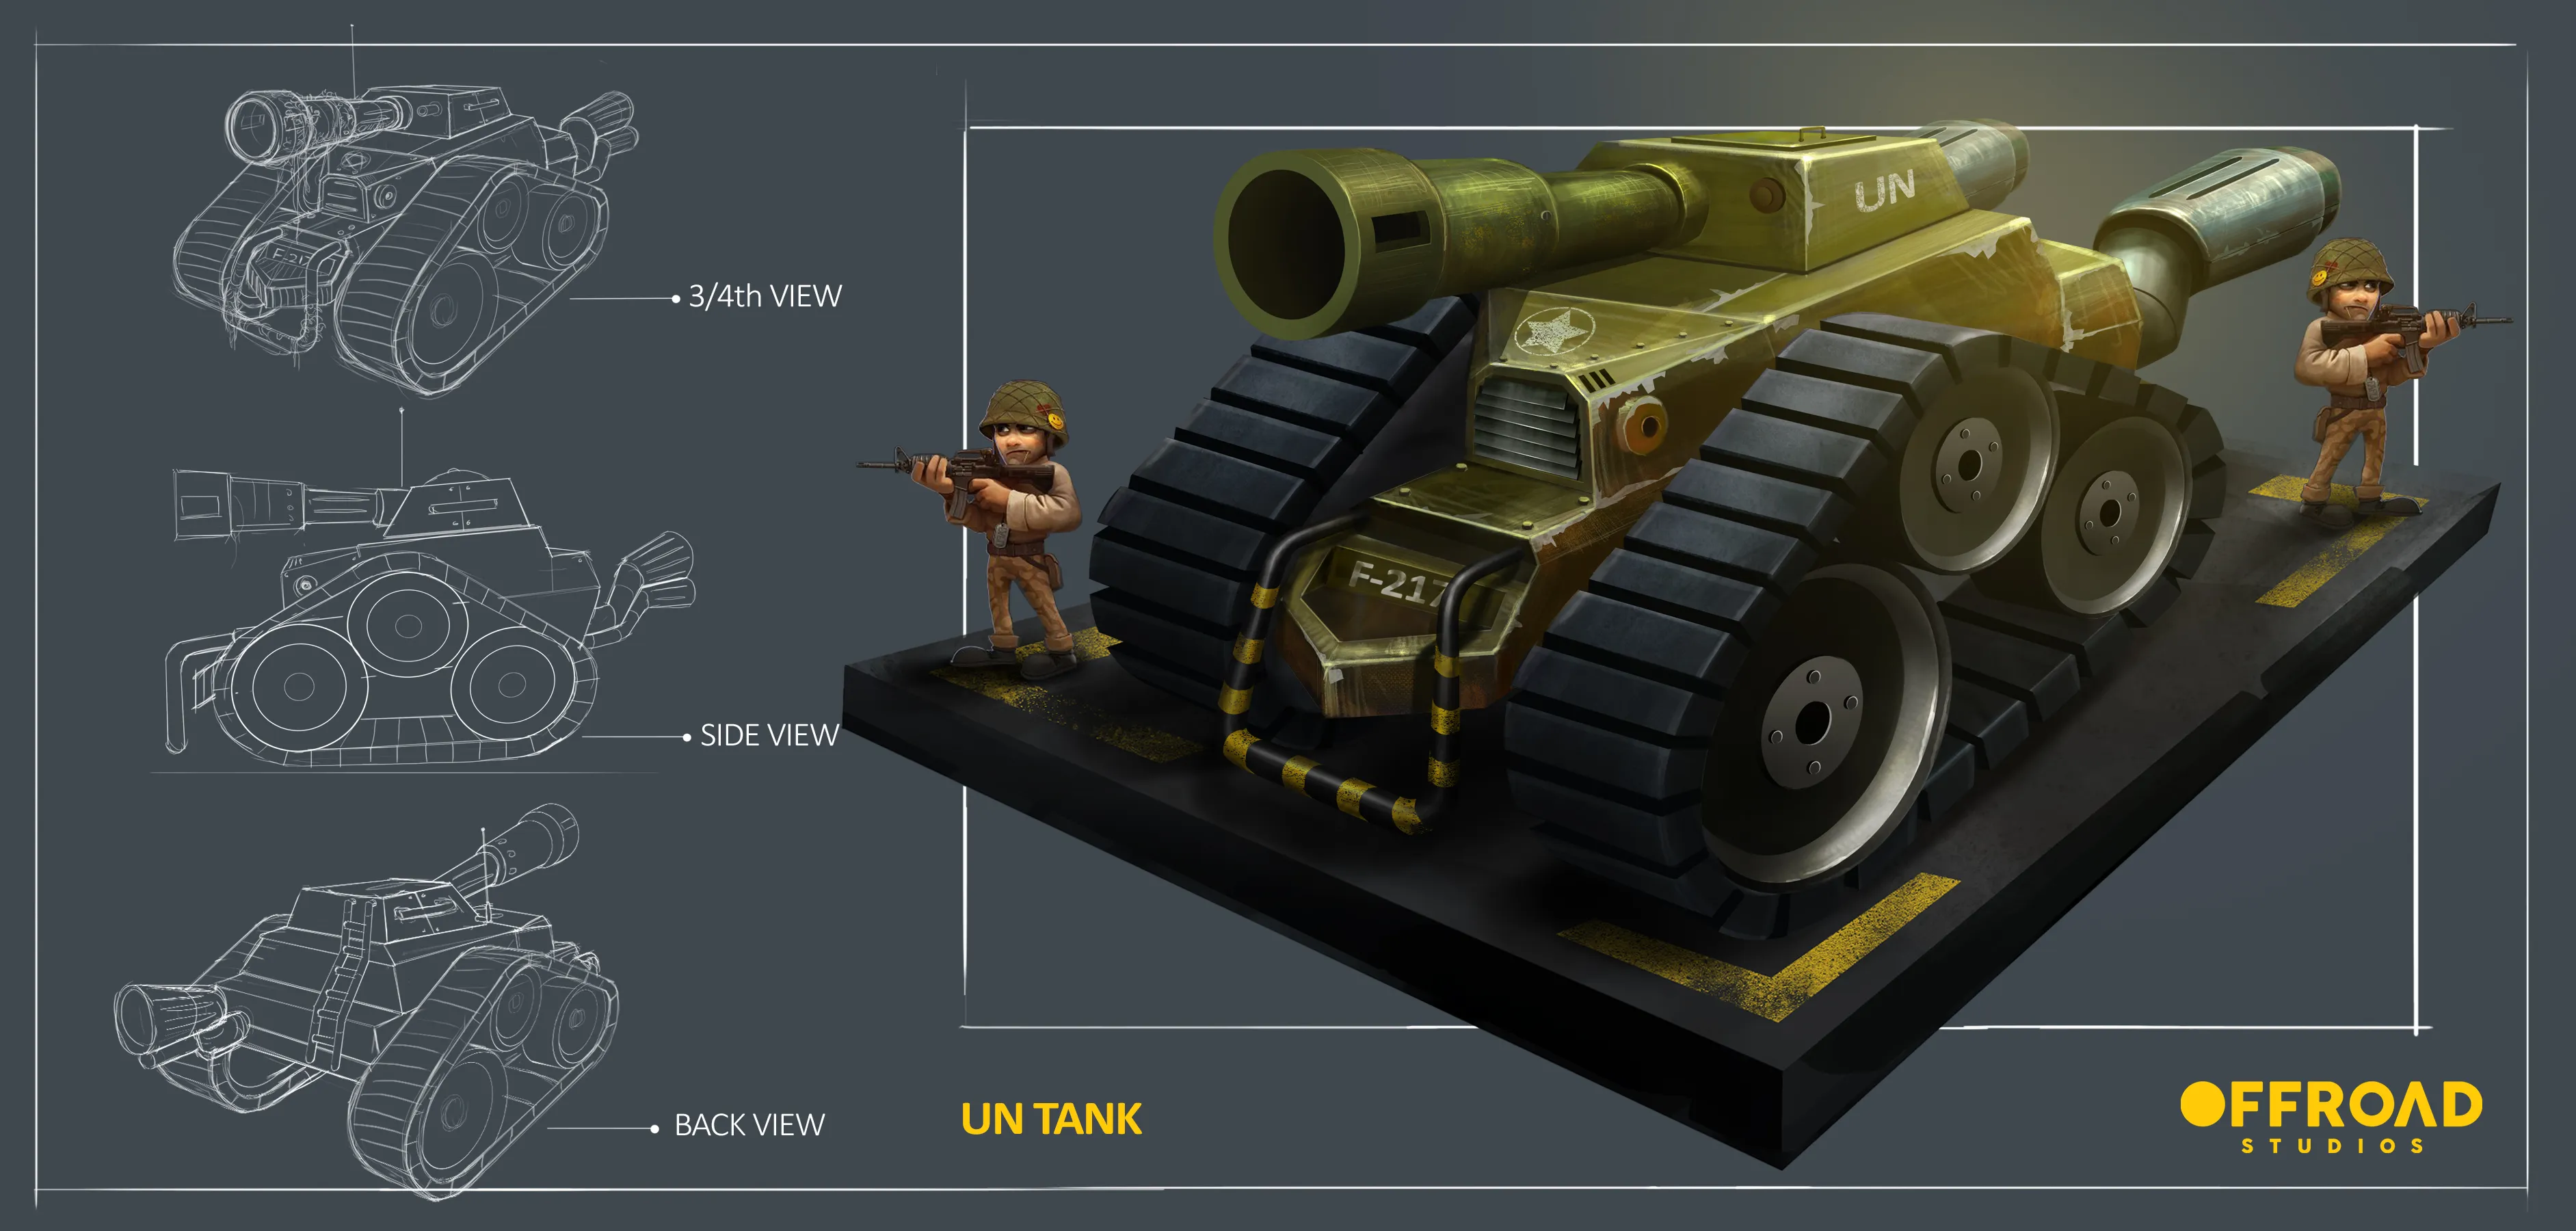 3/4th VIEW
SIDE VIEW
BACK VIEW
UN
F-217
UN TANK
OFFROAD
STUDIOS